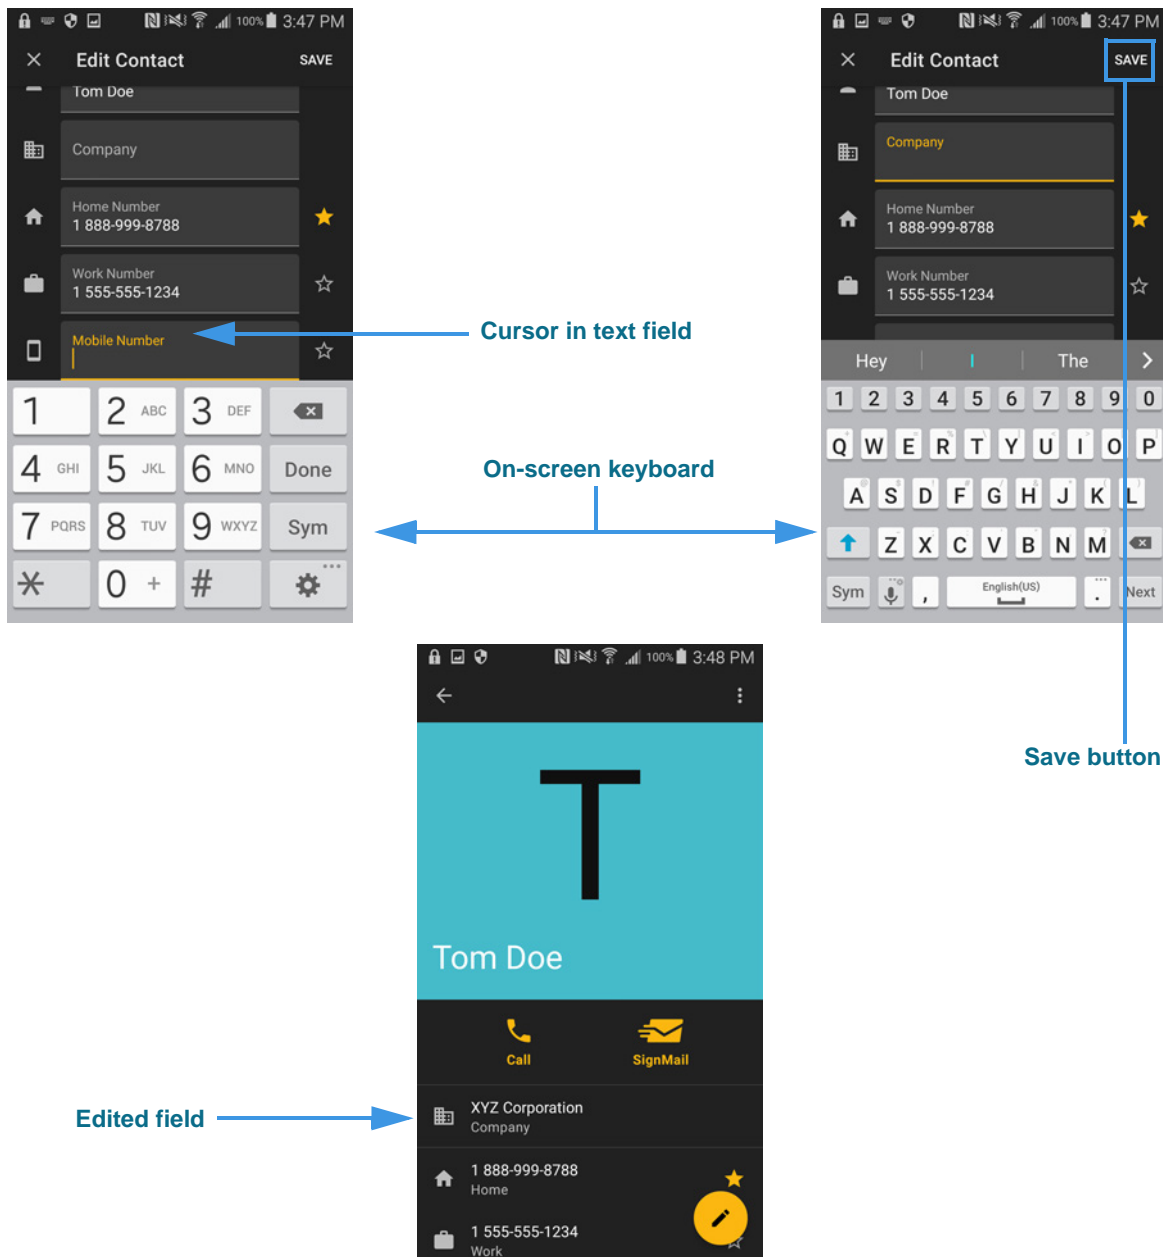 100% 3:47 PM
Edit Contact SAVE
Tom Doe
Company
Home Number
1 888-999-8788
Work Number
1 555-555-1234
Mobile Number
1 2 ABC 3 DEF
4 GHI 5 JKL 6 MNO Done
7 PQRS 8 TUV 9 WXYZ Sym
* 0 + #
Cursor in text field
On-screen keyboard
100% 3:47 PM
Edit Contact SAVE
Tom Doe
Company
Home Number
1 888-999-8788
Work Number
1 555-555-1234
Hey I The
1 2 3 4 5 6 7 8 9 0
Q W E R T Y U I O P
A S D F G H J K L
Z X C V B N M
Sym , English(US) . Next
Save button
100% 3:48 PM
T
Tom Doe
Call SignMail
Edited field
XYZ Corporation
Company
1 888-999-8788
Home
1 555-555-1234
Work